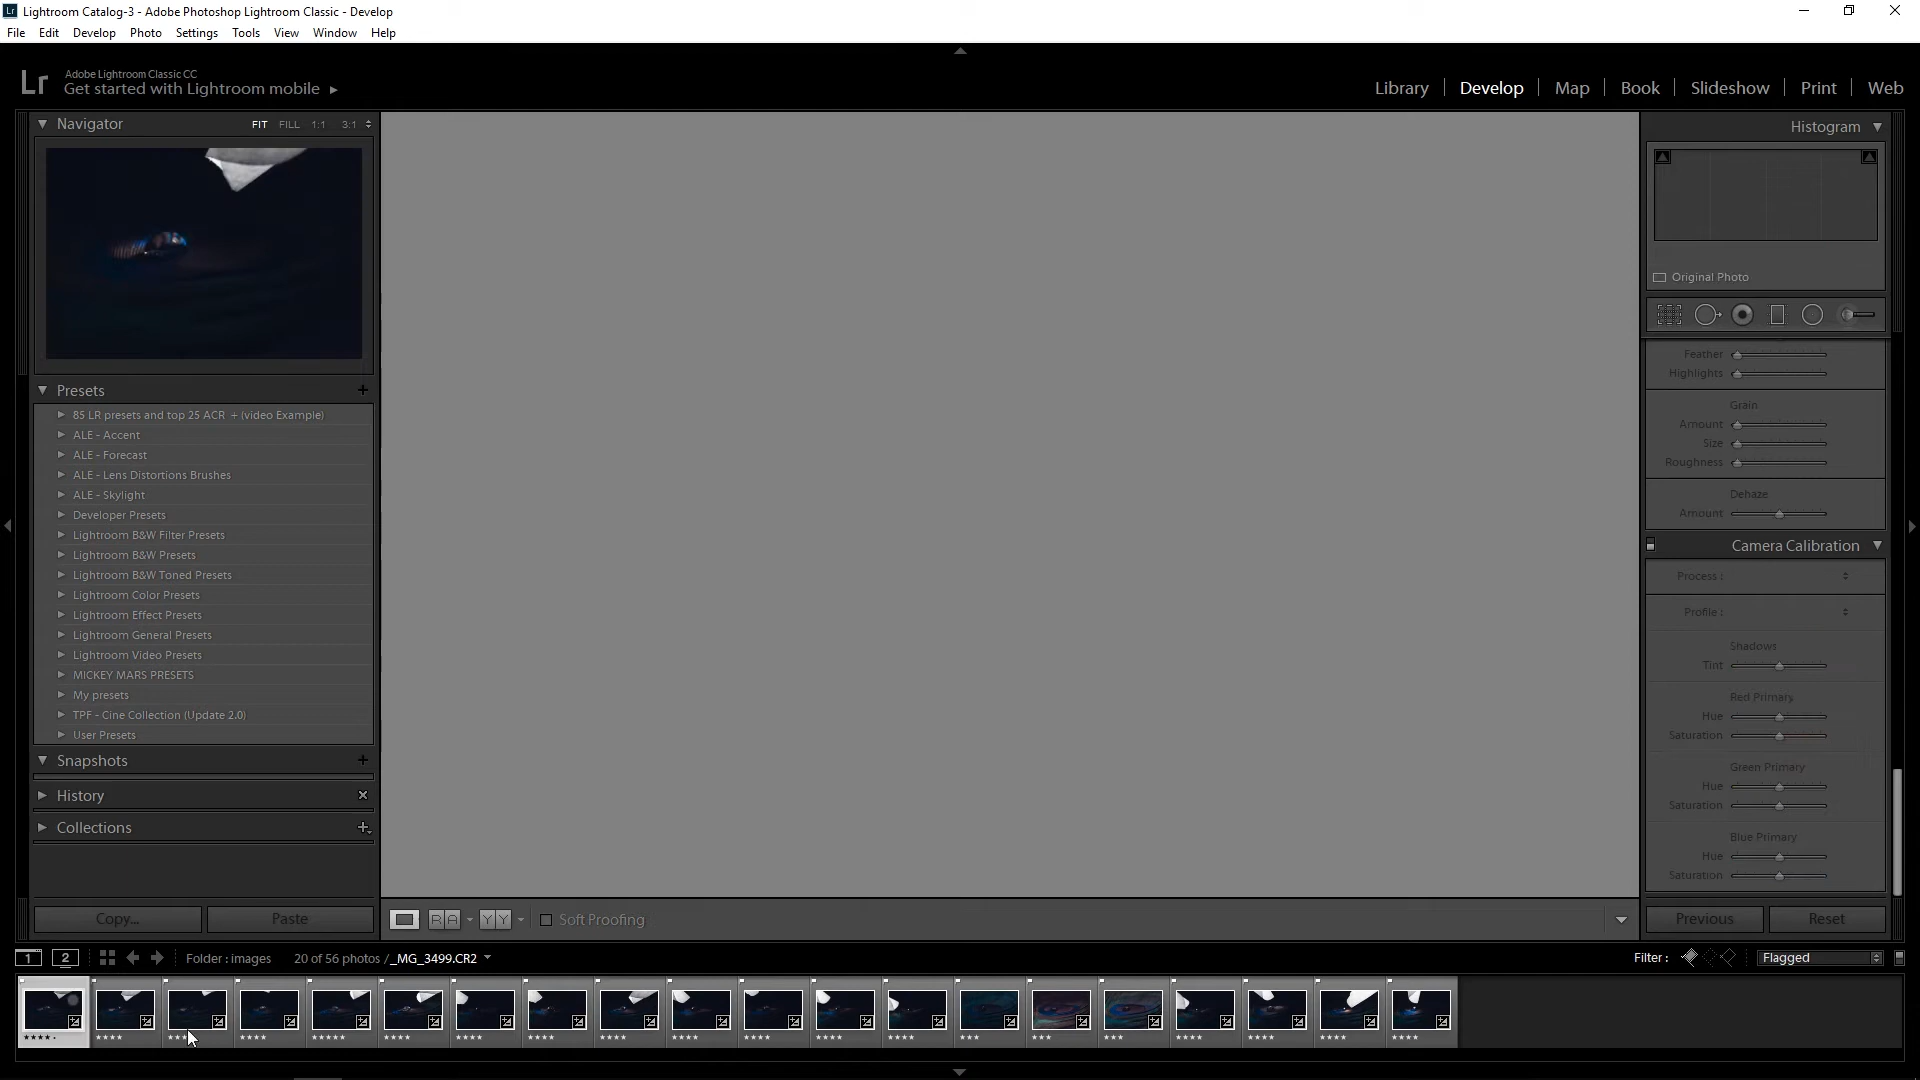 Lr Lightroom Catalog-3 - Adobe Photoshop Lightroom Classic - Develop
File Edit Develop Photo Settings Tools View Window Help
Lr Adobe Lightroom Classic CC
Get started with Lightroom mobile
Library Develop Map Book Slideshow Print Web
Navigator FIT FILL 1:1 3:1
Presets +
85 LR presets and top 25 ACR + (video Example)
ALE - Accent
ALE - Forecast
ALE - Lens Distortions Brushes
ALE - Skylight
Developer Presets
Lightroom B&W Filter Presets
Lightroom B&W Presets
Lightroom B&W Toned Presets
Lightroom Color Presets
Lightroom Effect Presets
Lightroom General Presets
Lightroom Video Presets
MICKEY MARS PRESETS
My presets
TPF - Cine Collection (Update 2.0)
User Presets
Snapshots +
History
Collections +
Copy... Paste
R A Y Y Soft Proofing
Histogram
Original Photo
Feather
Highlights
Grain
Amount
Size
Roughness
Dehaze
Amount
Camera Calibration
Process :
Profile :
Shadows
Tint
Red Primary
Hue
Saturation
Green Primary
Hue
Saturation
Blue Primary
Hue
Saturation
Previous Reset
1 2 Folder : images 20 of 56 photos /_MG_3499.CR2
Filter : Flagged